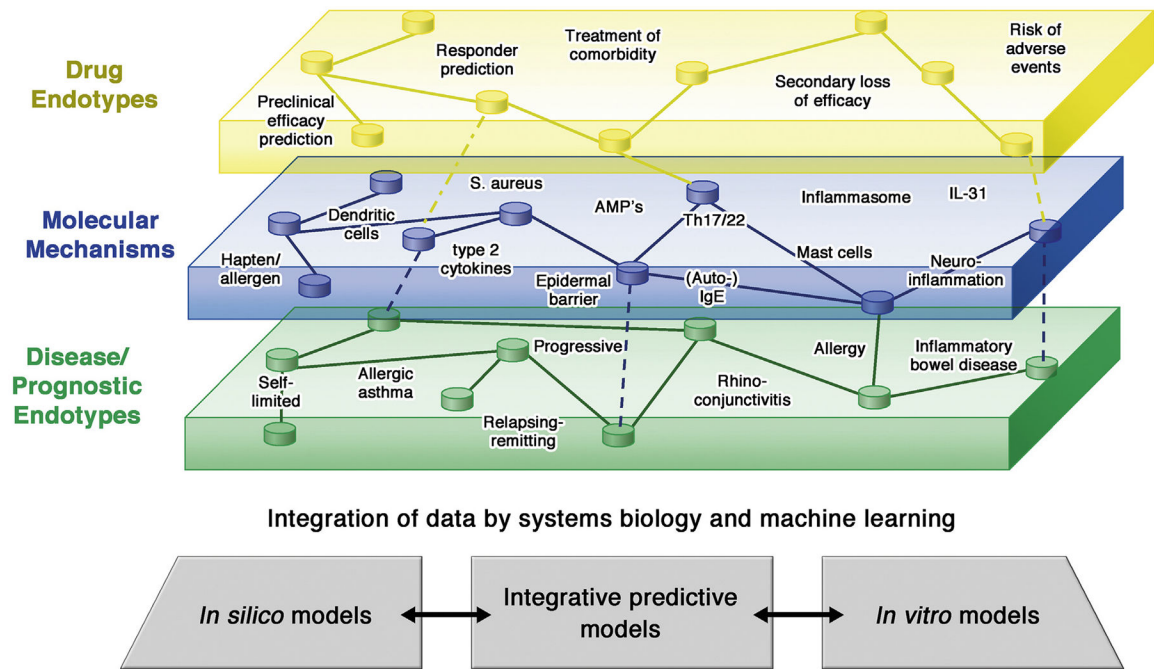 Drug
Endotypes
Responder
prediction
Treatment of
comorbidity
Risk of
adverse
events
Preclinical
efficacy
prediction
Secondary loss
of efficacy
Molecular
Mechanisms
S. aureus
AMP's
Inflammasome
IL-31
Dendritic
cells
Th17/22
Hapten/
allergen
type 2
cytokines
Epidermal
barrier
(Auto-)
IgE
Mast cells
Neuro-
inflammation
Disease/
Prognostic
Endotypes
Self-
limited
Allergic
asthma
Progressive
Relapsing-
remitting
Rhino-
conjunctivitis
Allergy
Inflammatory
bowel disease
Integration of data by systems biology and machine learning
In silico models
Integrative predictive
models
In vitro models